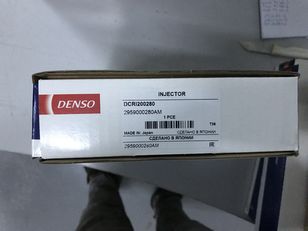 DENSO
INJECTOR
DCRI200280
2959000280AM
1 PCE
MADE IN Japan СДЕЛАНО В ЯПОНИИ
СДЕЛАНО В ЯПОНИИ
2959000280AM